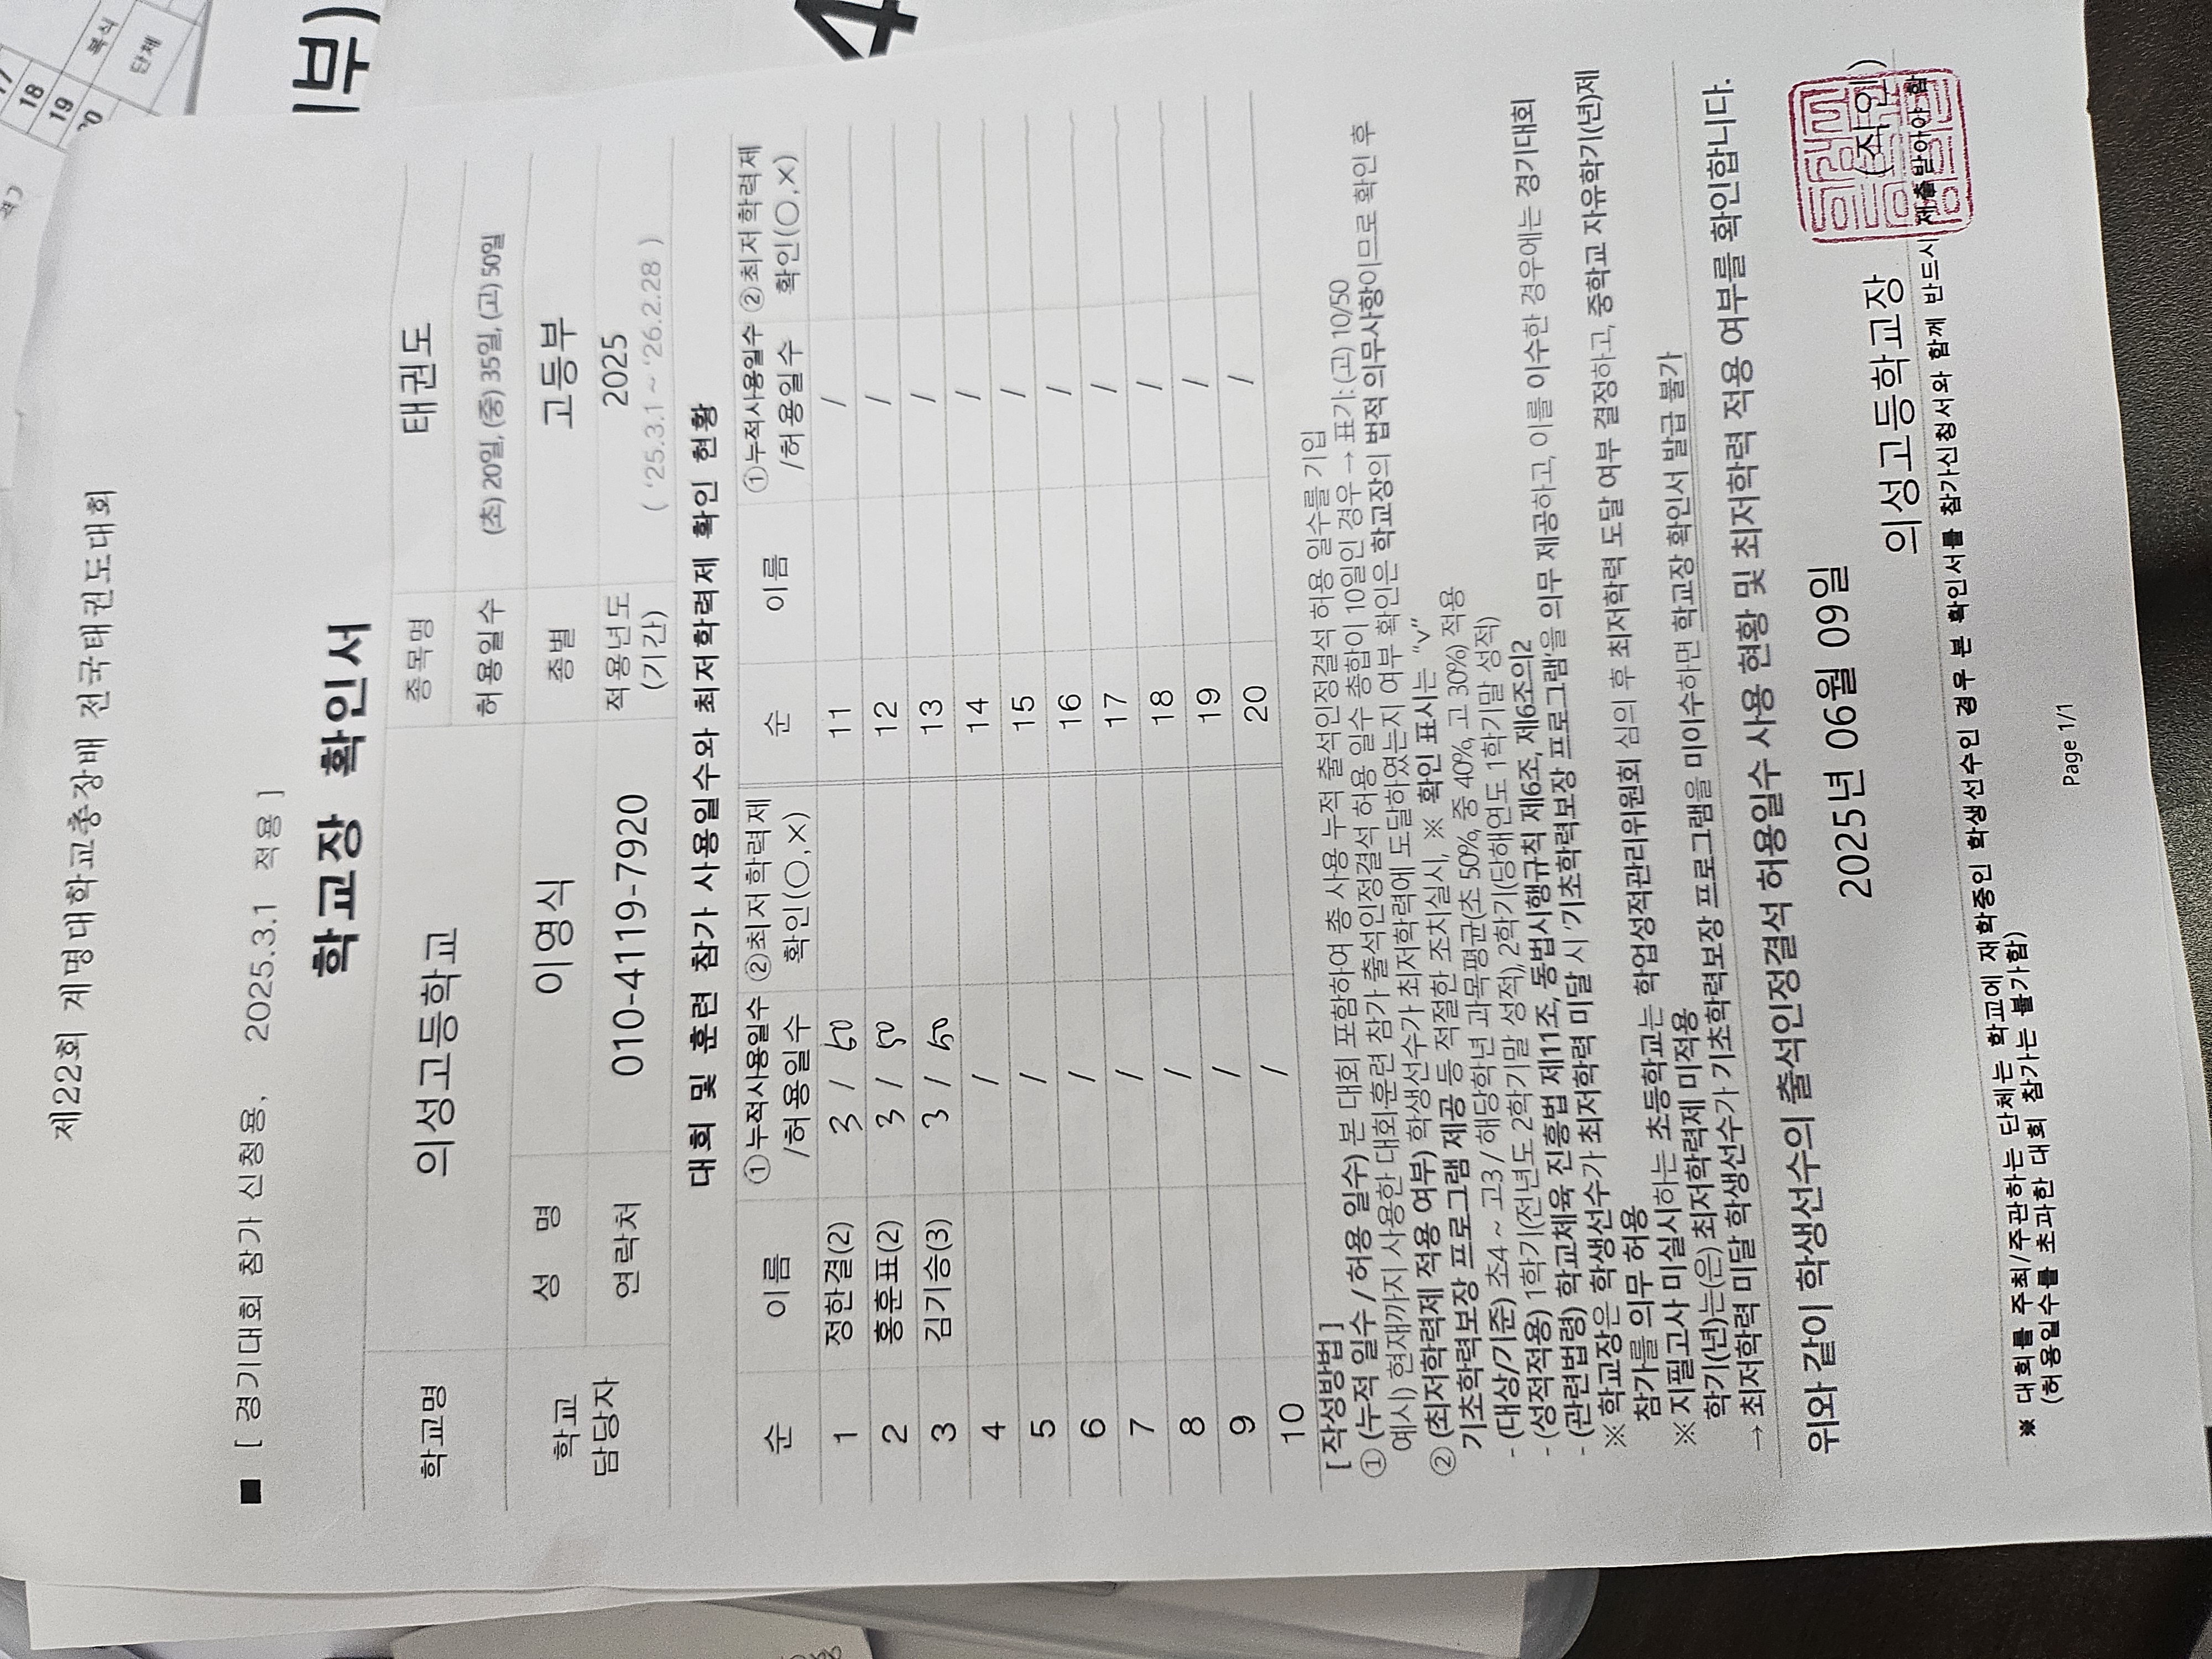 제22회 계명대학교총장배 전국태권도대회
■ [ 경기대회 참가 신청용, 2025.3.1 적용 ]
학교장 확인서
학교명 의성고등학교 종목명 태권도
허용일수 (초) 20일, (중) 35일, (고) 50일
학교 담당자 성 명 이영식 종별 고등부
연락처 010-4119-7920 적용년도 (기간) 2025 ( '25.3.1 ~ '26.2.28 )
대회 및 훈련 참가 사용일수와 최저학력제 확인 현황
순 이름 ①누적사용일수 /허용일수 ②최저학력제 확인(○,×) 순 이름 ①누적사용일수 /허용일수 ②최저학력제 확인(○,×)
1 정한결(2) 3 / 50 11 /
2 홍훈표(2) 3 / 50 12 /
3 김기승(3) 3 / 50 13 /
4 / 14 /
5 / 15 /
6 / 16 /
7 / 17 /
8 / 18 /
9 / 19 /
10 / 20 /
[ 작성방법 ]
① (누적 일수 / 허용 일수) 본 대회 포함하여 총 사용 누적 출석인정결석 허용 일수를 기입
예시) 현재까지 사용한 대회훈련 참가 출석인정결석 허용 일수 총합이 10일인 경우 → 표기: (고) 10/50
② (최저학력제 적용 여부) 학생선수가 최저학력에 도달하였는지 여부 확인은 학교장의 법적 의무사항이므로 확인 후
기초학력보장 프로그램 제공 등 적절한 조치실시, ※ 확인 표시는 "v"
- (대상/기준) 초4 ~ 고3 / 해당학년 과목평균(초 50%, 중 40%, 고 30%) 적용
- (성적적용) 1학기(전년도 2학기말 성적), 2학기(당해연도 1학기말 성적)
- (관련법령) 학교체육 진흥법 제11조, 동법시행규칙 제6조, 제6조의2
※ 학교장은 학생선수가 최저학력 미달 시 '기초학력보장 프로그램'을 의무 제공하고, 이를 이수한 경우에는 경기대회
참가를 의무 허용
※ 지필고사 미실시하는 초등학교는 학업성적관리위원회 심의 후 최저학력 도달 여부 결정하고, 중학교 자유학기(년)제
학기(년)는(은) 최저학력제 미적용
→ 최저학력 미달 학생선수가 기초학력보장 프로그램을 미이수하면 학교장 확인서 발급 불가
위와 같이 학생선수의 출석인정결석 허용일수 사용 현황 및 최저학력 적용 여부를 확인합니다.
2025년 06월 09일
의성고등학교장 (직인)
※ 대회를 주최/주관하는 단체는 학교에 재학중인 학생선수인 경우 본 확인서를 참가신청서와 함께 반드시 제출받아야 함
(허용일수를 초과한 대회 참가는 불가함)
Page 1/1
부)
4
18
19
복식
단체